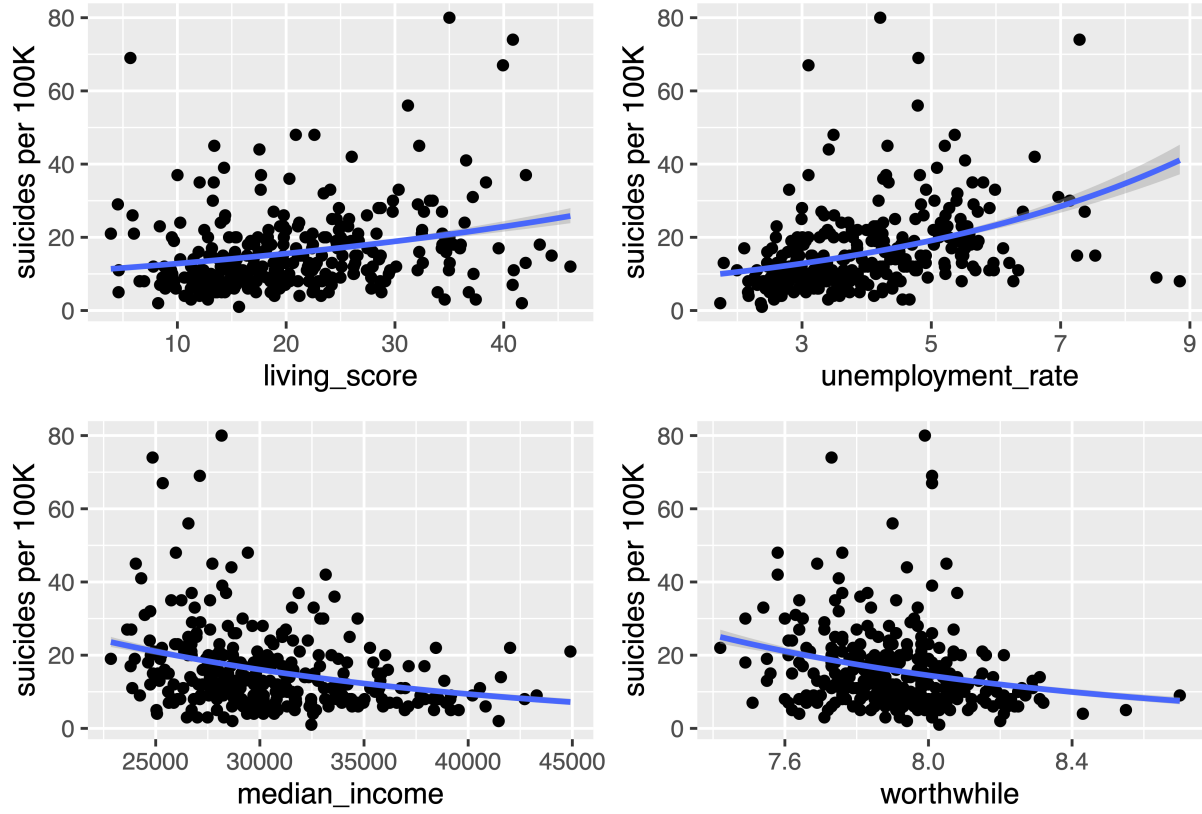 suicides per 100K
80
60
40
20
0
10 20 30 40
living_score
suicides per 100K
80
60
40
20
0
3 5 7 9
unemployment_rate
suicides per 100K
80
60
40
20
0
25000 30000 35000 40000 45000
median_income
suicides per 100K
80
60
40
20
0
7.6 8.0 8.4
worthwhile